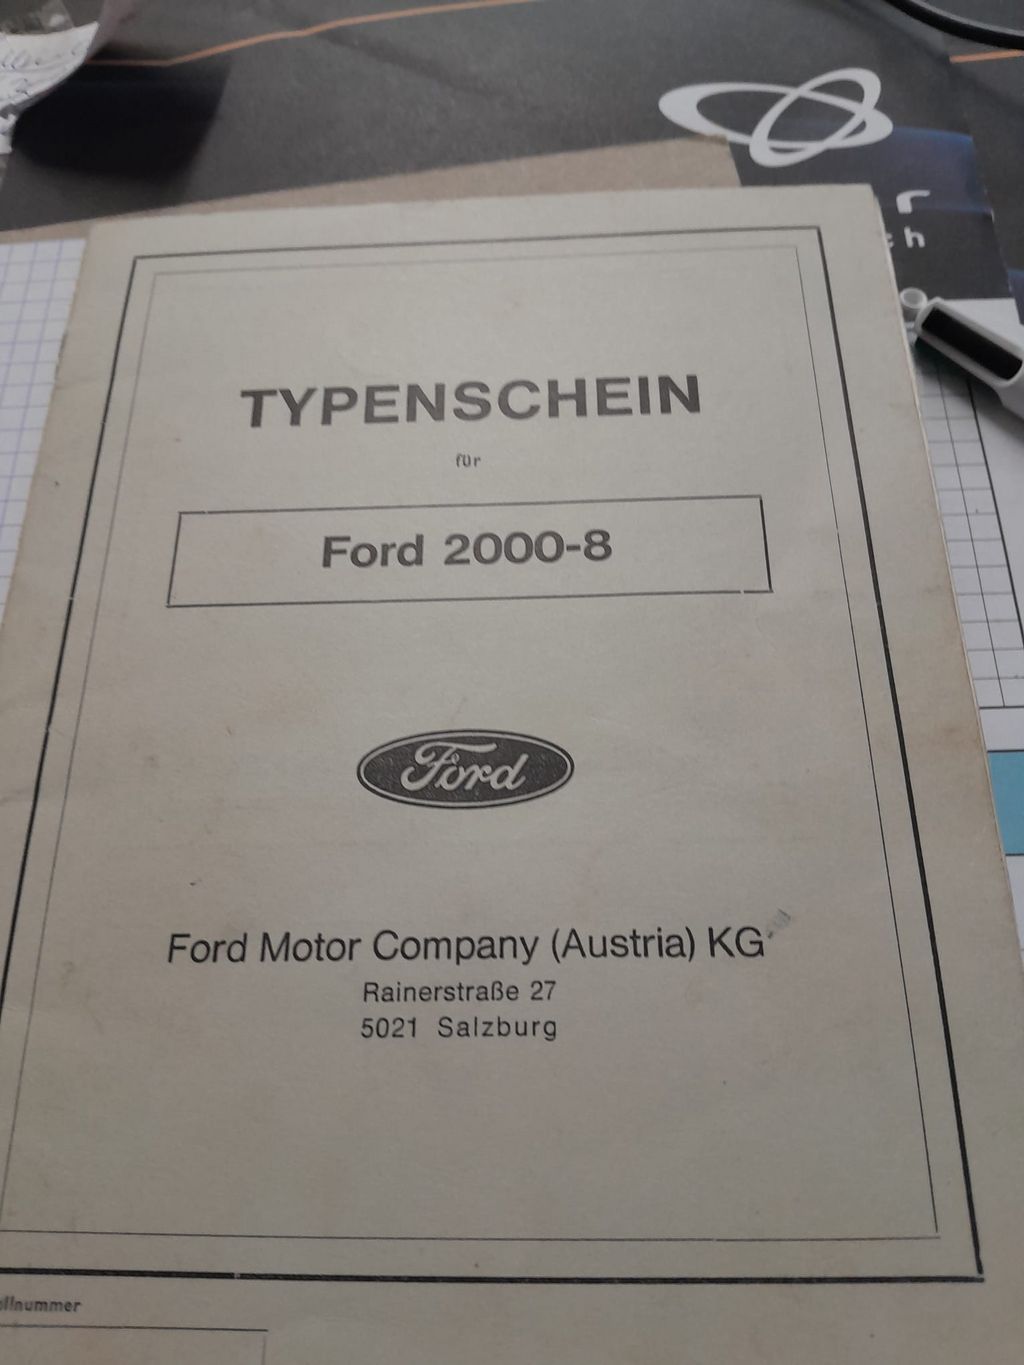 TYPENSCHEIN
für
Ford 2000-8
Ford
Ford Motor Company (Austria) KG
Rainerstraße 27
5021 Salzburg